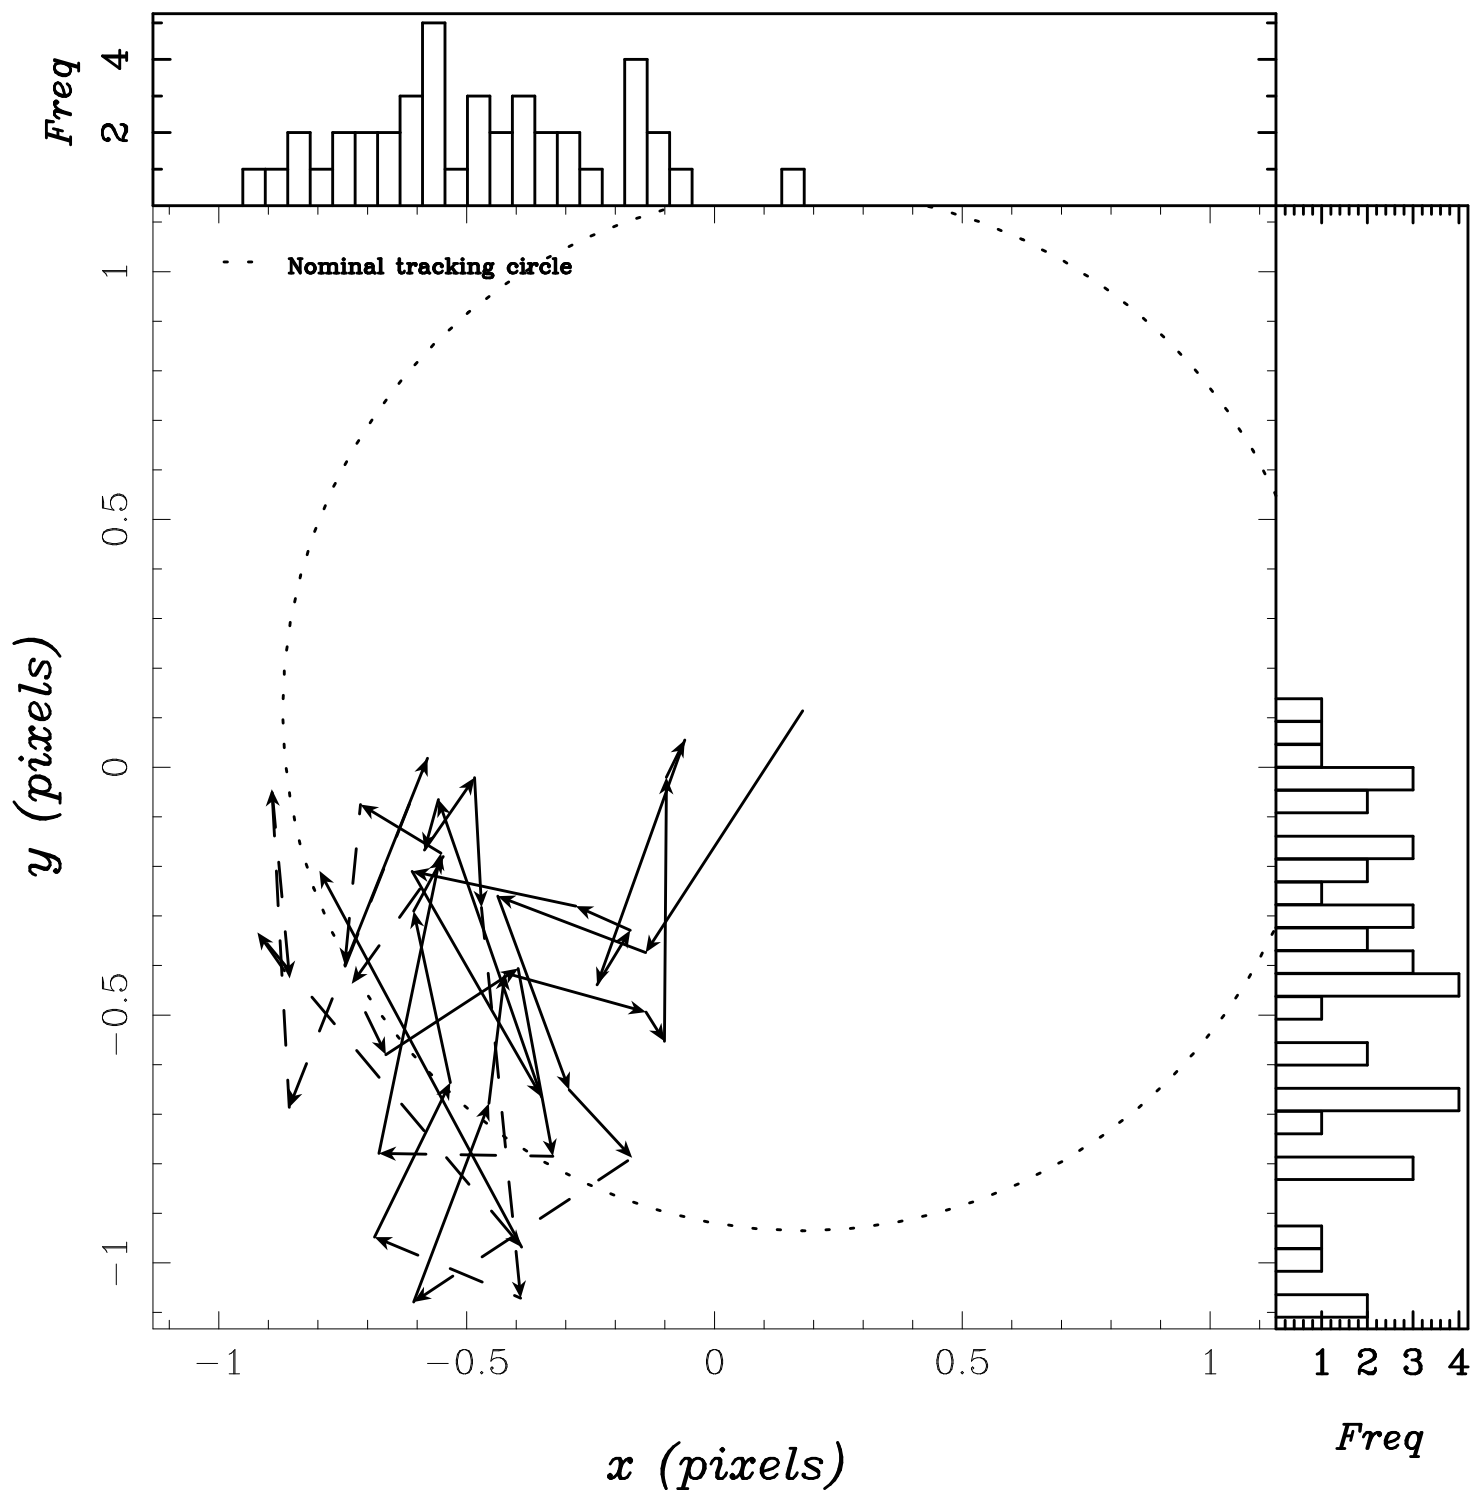 Freq
4
2
Nominal tracking circle
1
0.5
0
−0.5
−1
y (pixels)
−1 −0.5 0 0.5 1
x (pixels)
1 2 3 4
Freq